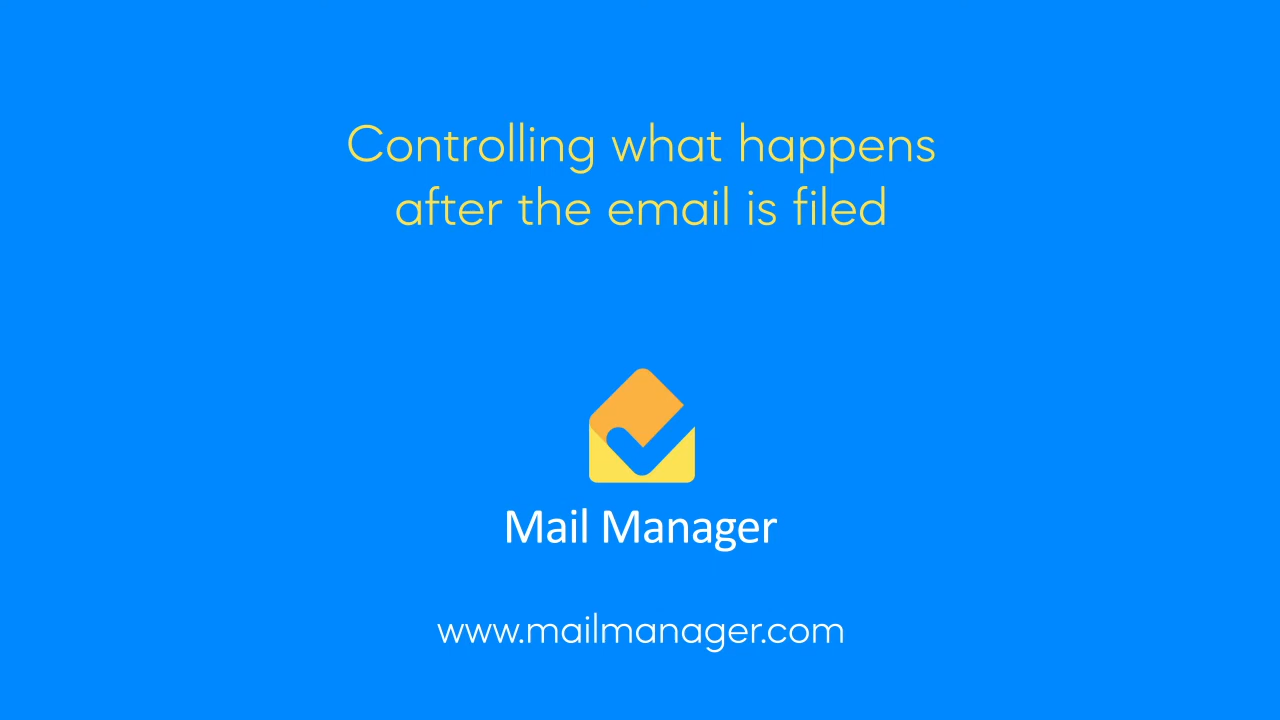 Controlling what happens
after the email is filed
Mail Manager
www.mailmanager.com